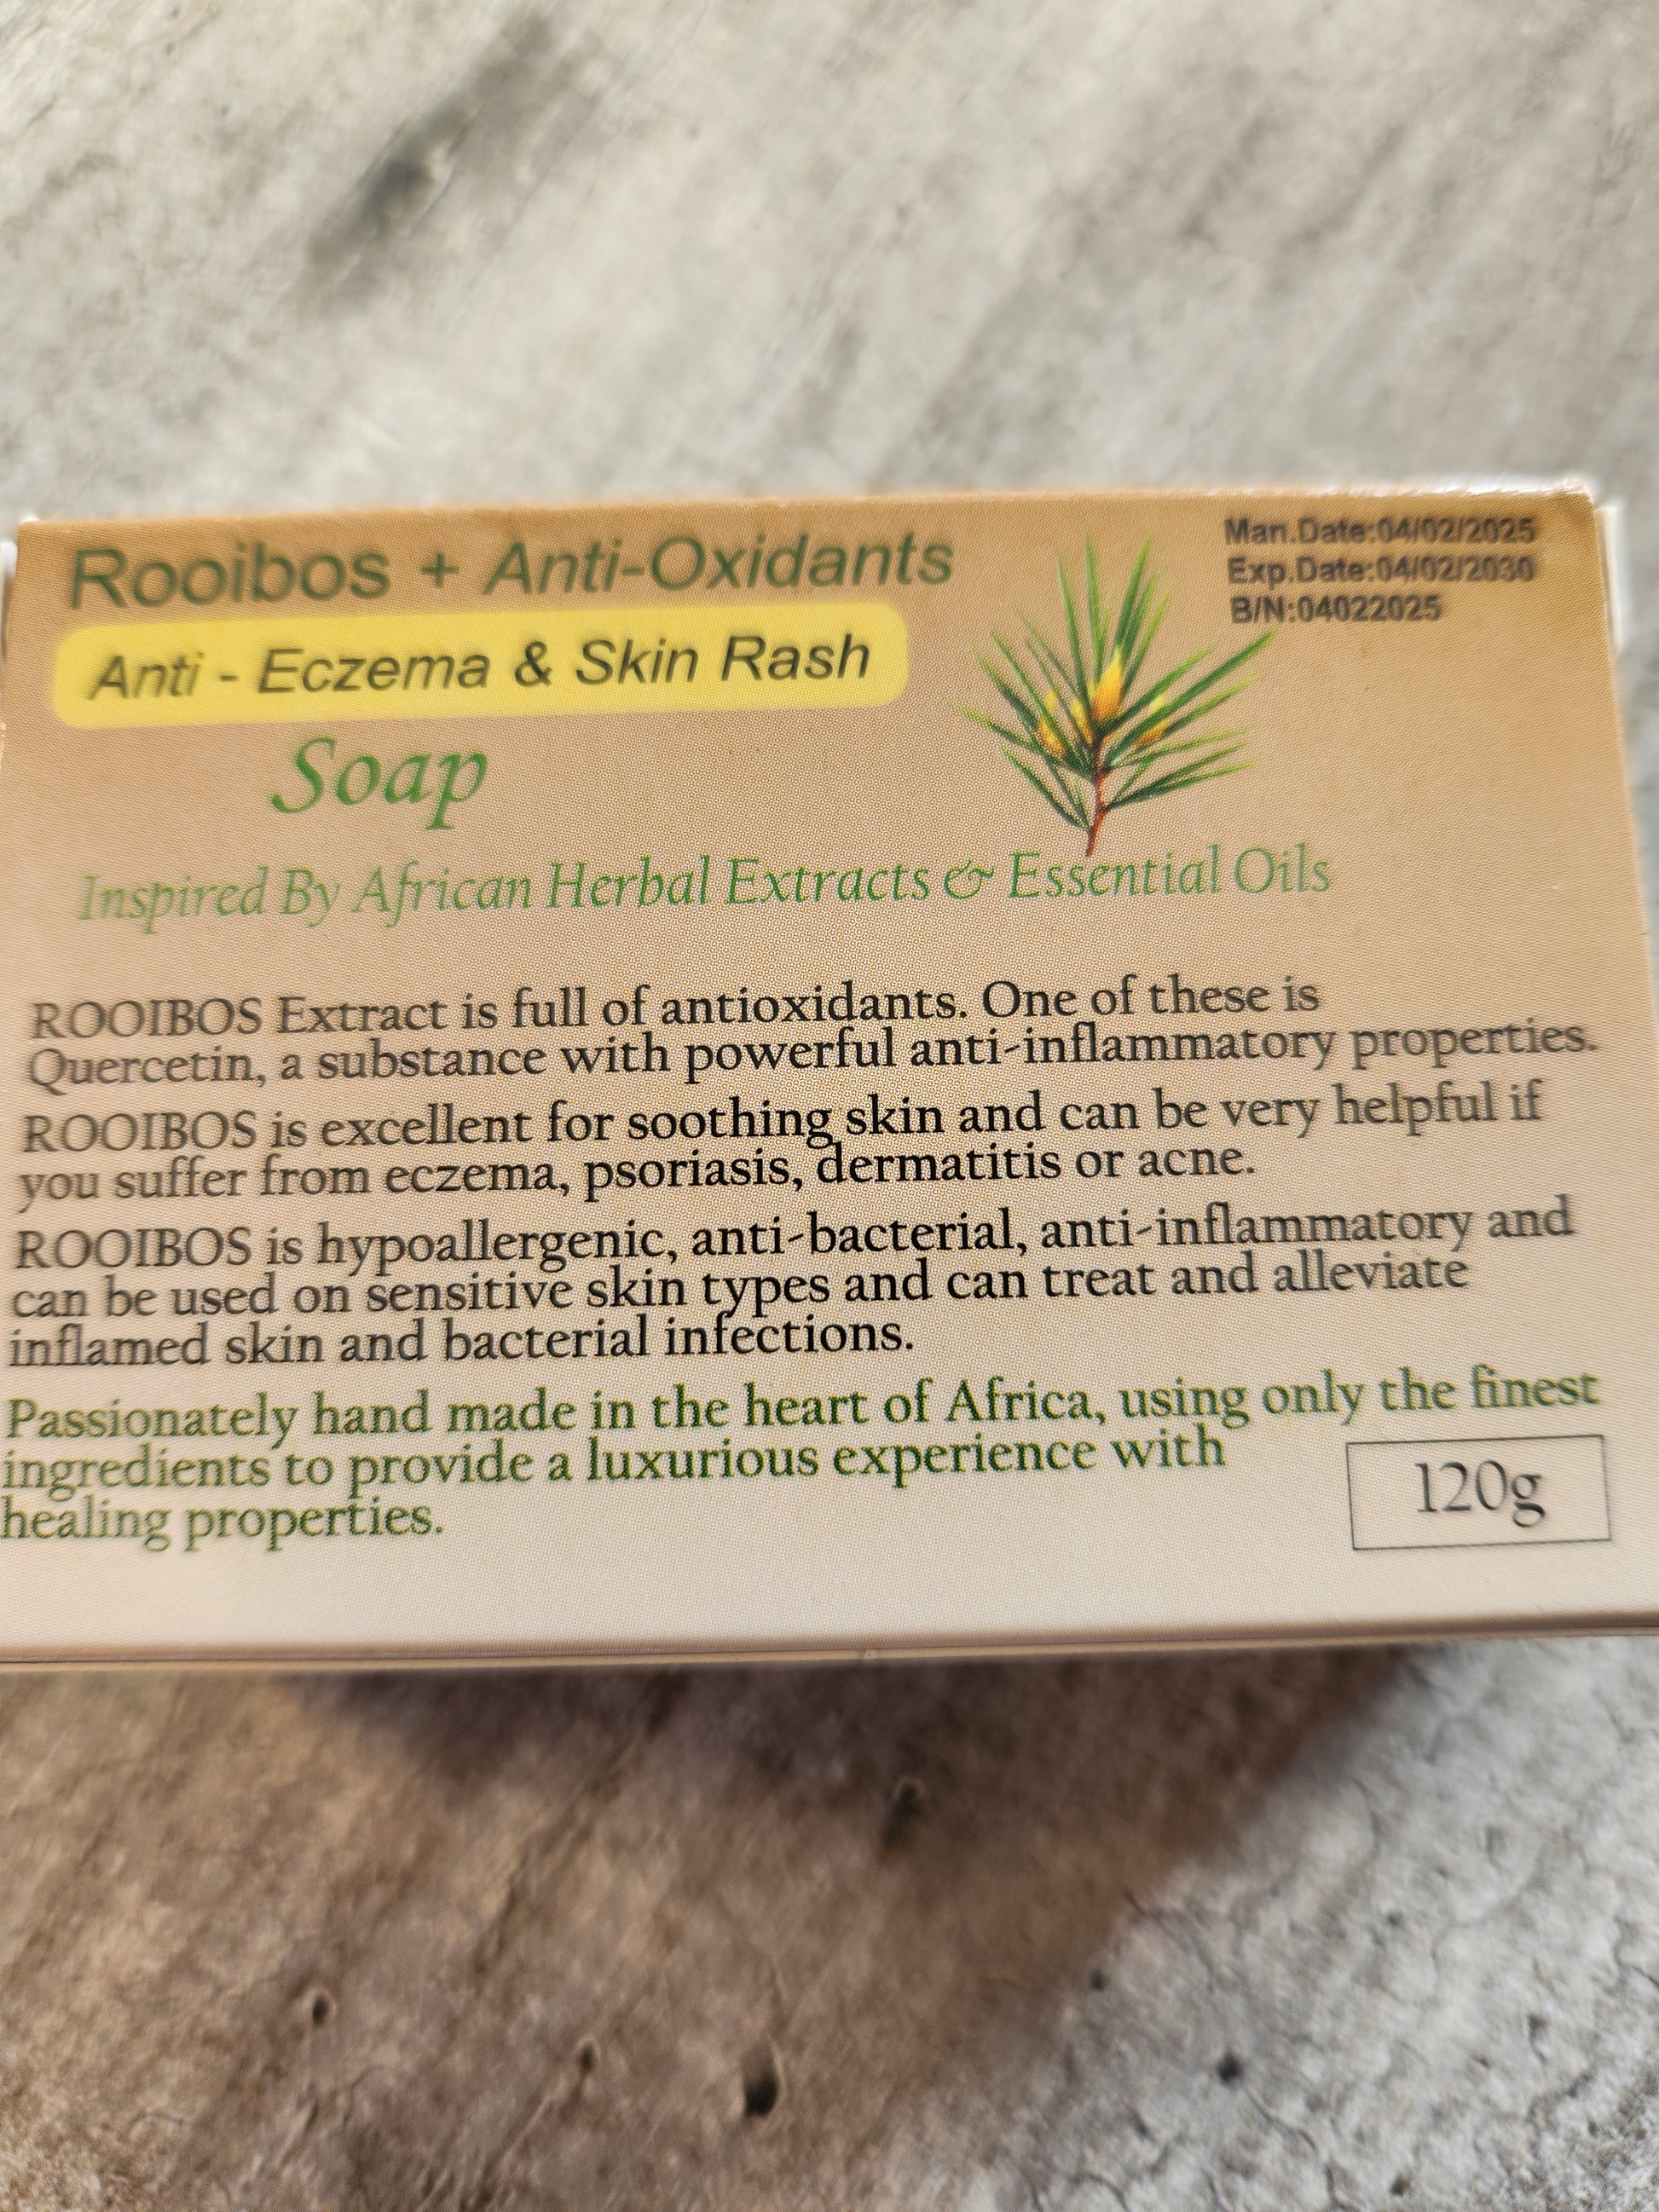 Rooibos + Anti-Oxidants
Anti - Eczema & Skin Rash
Soap
Inspired By African Herbal Extracts & Essential Oils
Man.Date:04/02/2025
Exp.Date:04/02/2030
B/N:04022025
ROOIBOS Extract is full of antioxidants. One of these is
Quercetin, a substance with powerful anti-inflammatory properties.
ROOIBOS is excellent for soothing skin and can be very helpful if
you suffer from eczema, psoriasis, dermatitis or acne.
ROOIBOS is hypoallergenic, anti-bacterial, anti-inflammatory and
can be used on sensitive skin types and can treat and alleviate
inflamed skin and bacterial infections.
Passionately hand made in the heart of Africa, using only the finest
ingredients to provide a luxurious experience with
healing properties.
120g